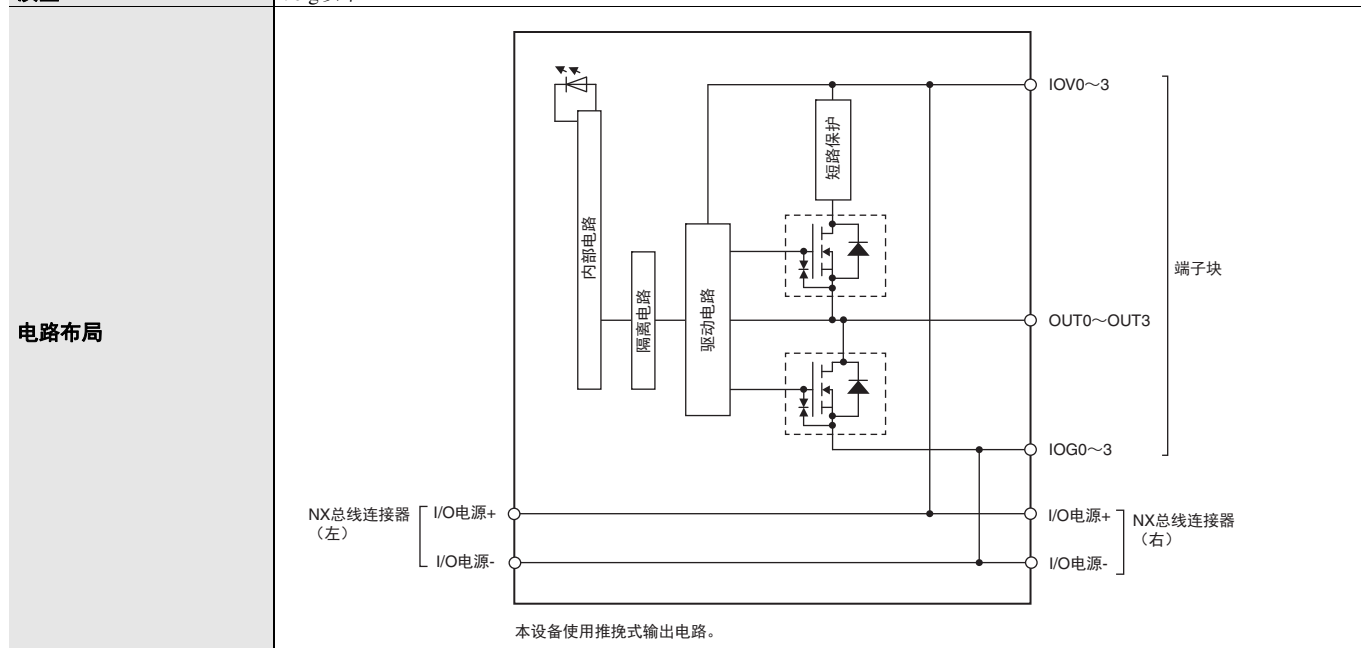 电路布局
IOV0～3
短路保护
内部电路
隔离电路
驱动电路
端子块
OUT0～OUT3
IOG0～3
NX总线连接器
（左）
I/O电源+
I/O电源-
I/O电源+
I/O电源-
NX总线连接器
（右）
本设备使用推挽式输出电路。